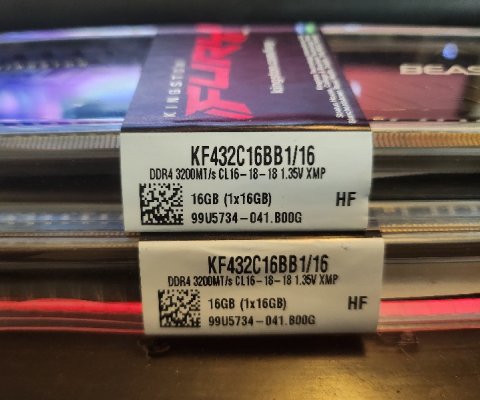 KINGSTON
FURY
BEAS
KF432C16BB1/16
DDR4 3200MT/s CL16-18-18 1.35V XMP
16GB (1x16GB)
HF
99U5734-041.B00G
KF432C16BB1/16
DDR4 3200MT/s CL16-18-18 1.35V XMP
16GB (1x16GB)
HF
99U5734-041.B00G